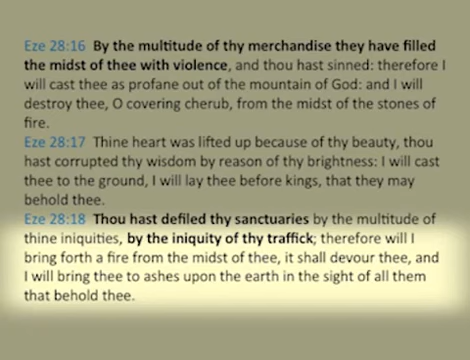 Eze 28:16 By the multitude of thy merchandise they have filled
the midst of thee with violence, and thou hast sinned: therefore I
will cast thee as profane out of the mountain of God: and I will
destroy thee, O covering cherub, from the midst of the stones of
fire.
Eze 28:17 Thine heart was lifted up because of thy beauty, thou
hast corrupted thy wisdom by reason of thy brightness: I will cast
thee to the ground, I will lay thee before kings, that they may
behold thee.
Eze 28:18 Thou hast defiled thy sanctuaries by the multitude of
thine iniquities, by the iniquity of thy traffick; therefore will I
bring forth a fire from the midst of thee, it shall devour thee, and
I will bring thee to ashes upon the earth in the sight of all them
that behold thee.